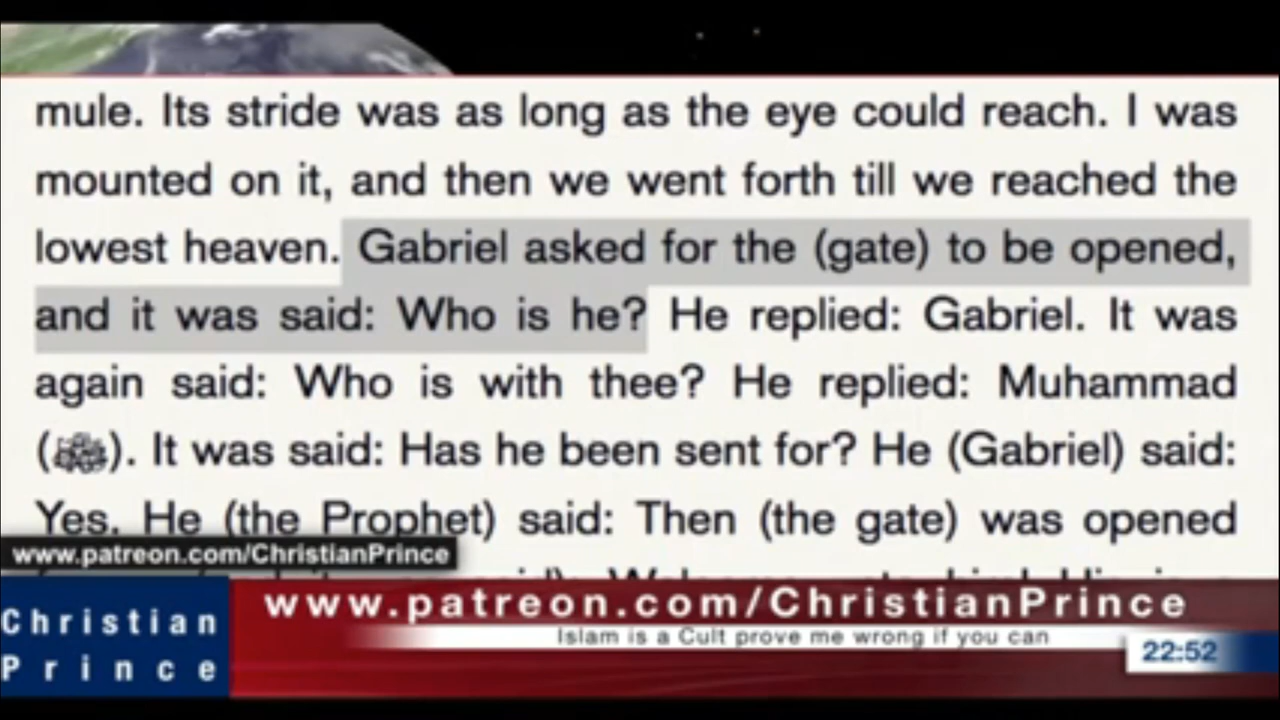 mule. Its stride was as long as the eye could reach. I was
mounted on it, and then we went forth till we reached the
lowest heaven. Gabriel asked for the (gate) to be opened,
and it was said: Who is he? He replied: Gabriel. It was
again said: Who is with thee? He replied: Muhammad
(ﷺ). It was said: Has he been sent for? He (Gabriel) said:
Yes. He (the Prophet) said: Then (the gate) was opened
www.patreon.com/ChristianPrince
www.patreon.com/ChristianPrince
Islam is a Cult prove me wrong if you can
Christian
Prince
22:52